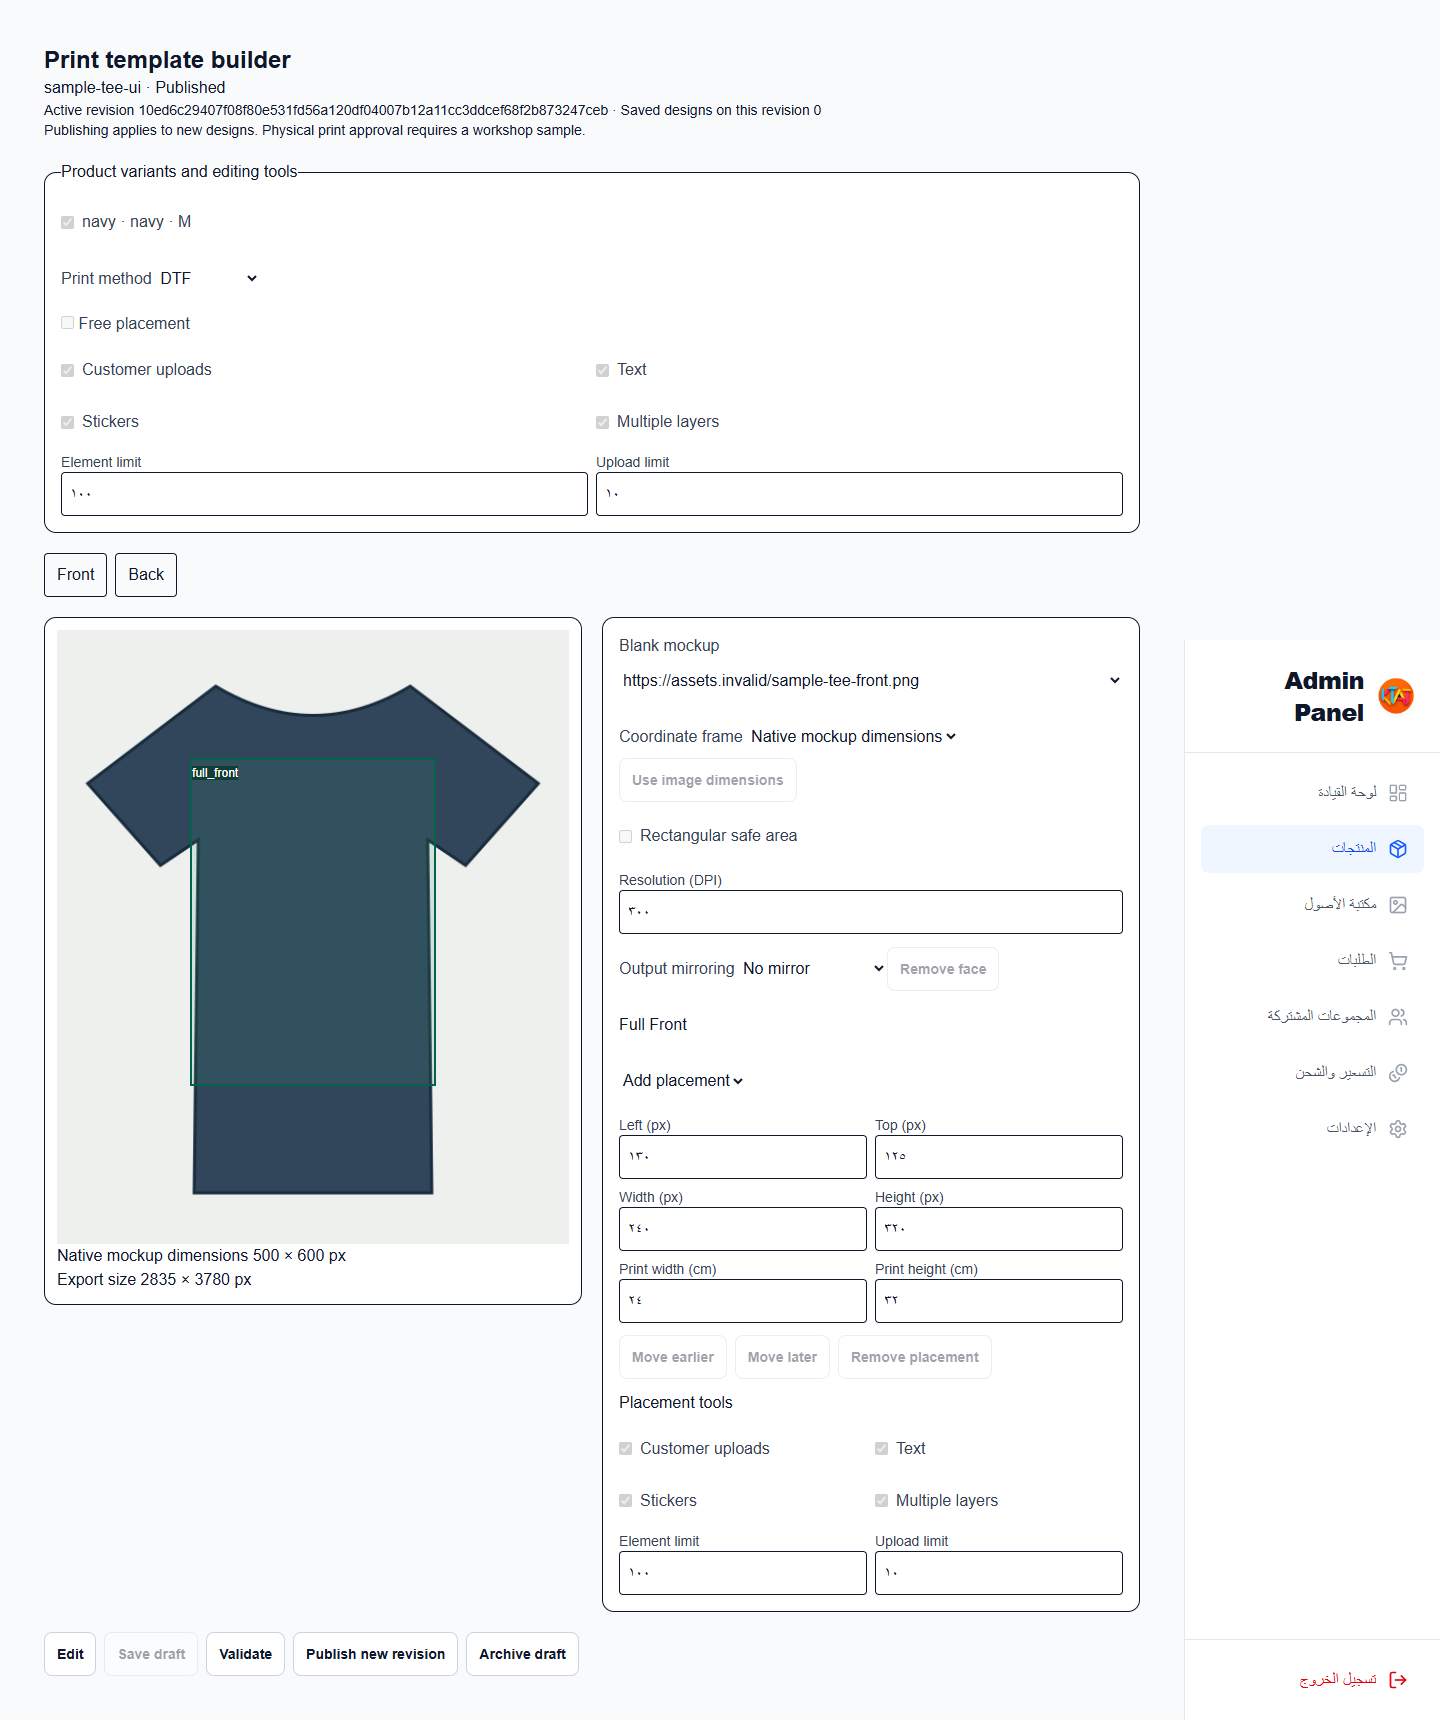 Print template builder
sample-tee-ui · Published
Active revision 10ed6c29407f08f80e531fd56a120df04007b12a11cc3ddcef68f2b873247ceb · Saved designs on this revision 0
Publishing applies to new designs. Physical print approval requires a workshop sample.
Product variants and editing tools
navy · navy · M
Print method DTF
Free placement
Customer uploads
Text
Stickers
Multiple layers
Element limit
Upload limit
١٠٠
١٠
Front
Back
full_front
Native mockup dimensions 500 × 600 px
Export size 2835 × 3780 px
Blank mockup
https://assets.invalid/sample-tee-front.png
Coordinate frame Native mockup dimensions
Use image dimensions
Rectangular safe area
Resolution (DPI)
٣٠٠
Output mirroring No mirror
Remove face
Full Front
Add placement
Left (px)
Top (px)
١٣٠
١٢٥
Width (px)
Height (px)
٢٤٠
٣٢٠
Print width (cm)
Print height (cm)
٢٤
٣٢
Move earlier
Move later
Remove placement
Placement tools
Customer uploads
Text
Stickers
Multiple layers
Element limit
Upload limit
١٠٠
١٠
Edit
Save draft
Validate
Publish new revision
Archive draft
Admin
Panel
لوحة القيادة
المنتجات
مكتبة الأصول
الطلبات
المجموعات المشتركة
التسعير والشحن
الإعدادات
تسجيل الخروج